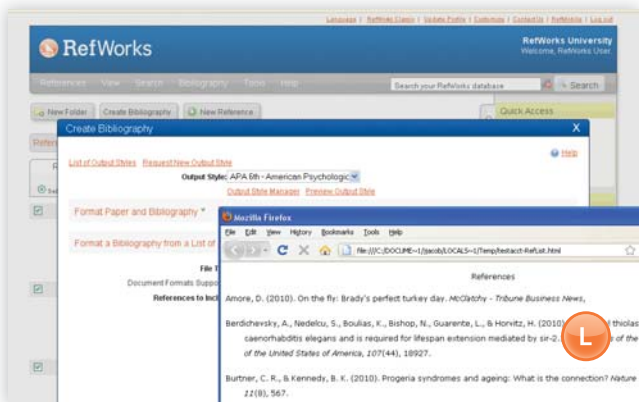 Language | RefWorks Classic | Update Profile | Customize | Contact Us | RefMobile | Log out
RefWorks
RefWorks University
Welcome, RefWorks User.
References View Search Bibliography Tools Help
Search your RefWorks database
Search
New Folder
Create Bibliography
New Reference
Quick Access
Create Bibliography
X
Refere
Help
List of Output Styles Request New Output Style
Output Style: APA 6th - American Psychologic
Output Style Manager Preview Output Style
Format Paper and Bibliography
Mozilla Firefox
File Edit View History Bookmarks Tools Help
Format a Bibliography from a List of
file:///C:/DOCUME~1/jjacob/LOCALS~1/Temp/testacct-RefList.html
File T
Document Formats Suppo
References to Incl
References
Amore, D. (2010). On the fly: Brady's perfect turkey day. McClatchy - Tribune Business News,
Berdichevsky, A., Nedelcu, S., Boulias, K., Bishop, N., Guarente, L., & Horvitz, H. (2010) thiolas
caenorhabditis elegans and is required for lifespan extension mediated by sir-2. of the
of the United States of America, 107(44), 18927.
L
Burtner, C. R., & Kennedy, B. K. (2010). Progeria syndromes and ageing: What is the connection? Nature
11(8), 567.